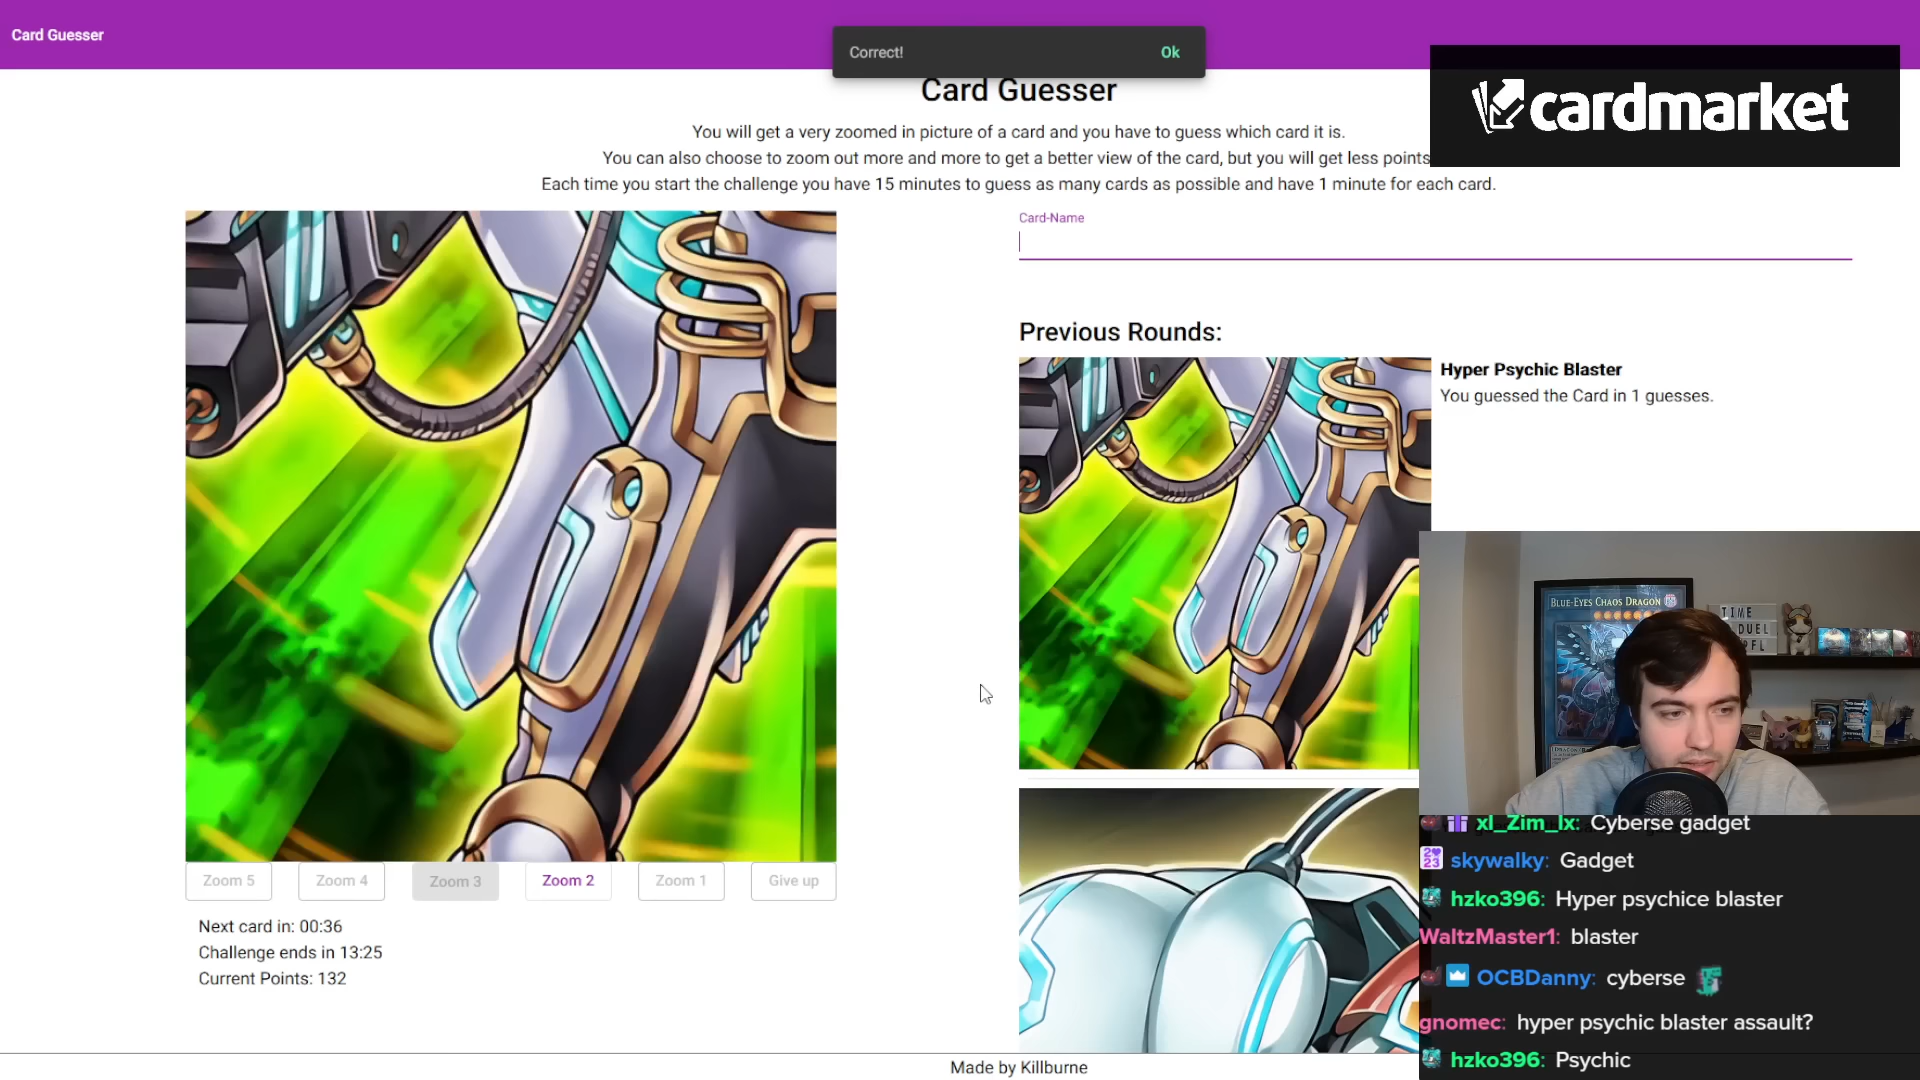 Card Guesser
Correct!
Ok
Card Guesser
cardmarket
You will get a very zoomed in picture of a card and you have to guess which card it is.
You can also choose to zoom out more and more to get a better view of the card, but you will get less points
Each time you start the challenge you have 15 minutes to guess as many cards as possible and have 1 minute for each card.
Card-Name
Previous Rounds:
Hyper Psychic Blaster
You guessed the Card in 1 guesses.
BLUE-EYES CHAOS DRAGON
TIME
DUEL
PFL
Zoom 5
Zoom 4
Zoom 3
Zoom 2
Zoom 1
Give up
Next card in: 00:36
Challenge ends in 13:25
Current Points: 132
xl_Zim_lx: Cyberse gadget
skywalky: Gadget
hzko396: Hyper psychice blaster
WaltzMaster1: blaster
OCBDanny: cyberse
gnomec: hyper psychic blaster assault?
hzko396: Psychic
Made by Killburne